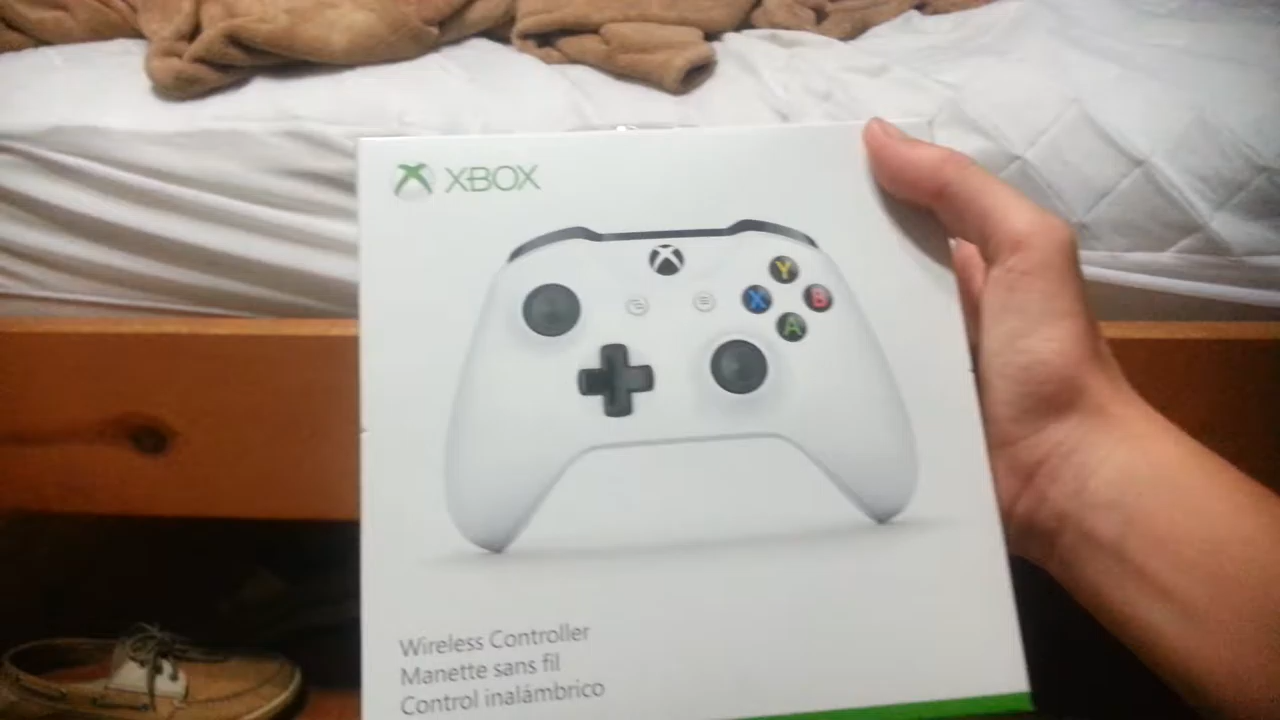 XBOX
Y
X B
A
Wireless Controller
Manette sans fil
Control inalámbrico